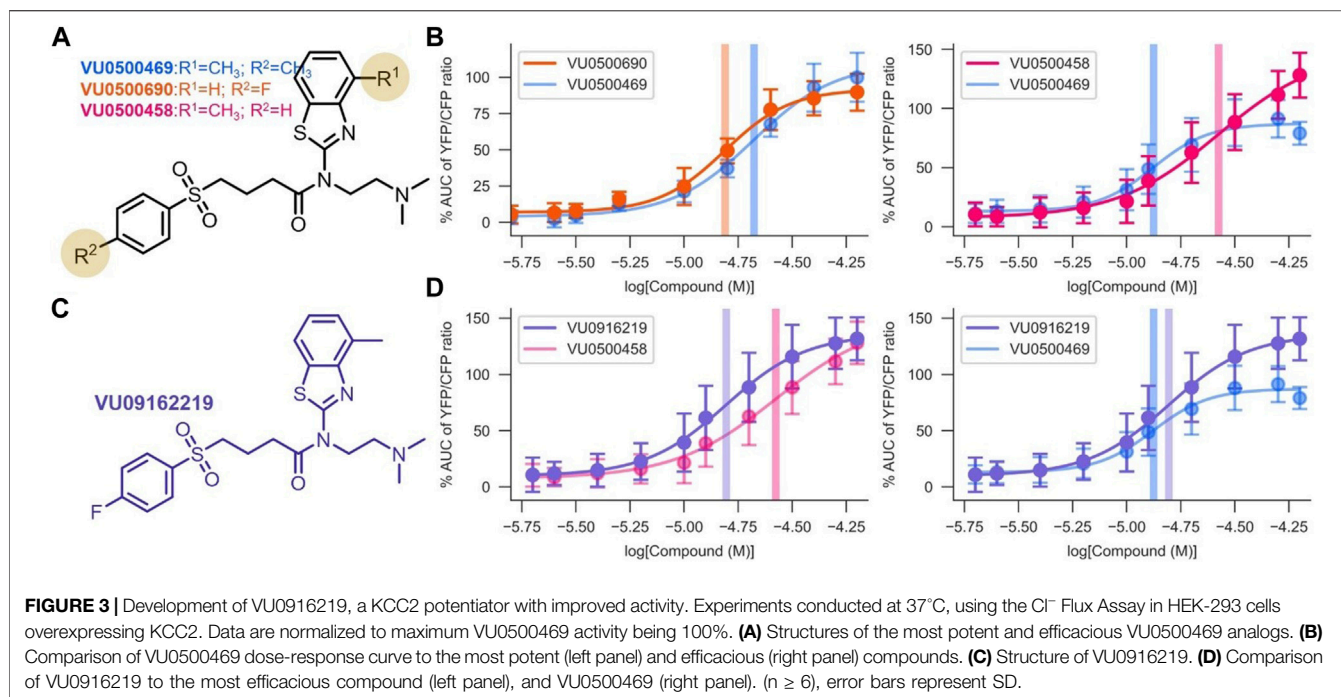 A
VU0500469:R¹=CH₃; R²=CH₃
VU0500690:R¹=H; R²=F
VU0500458:R¹=CH₃; R²=H
R¹
S
N
N
N
O
S
O
O
R²
B
% AUC of YFP/CFP ratio
100
75
50
25
0
VU0500690
VU0500469
−5.75 −5.50 −5.25 −5.00 −4.75 −4.50 −4.25
log[Compound (M)]
% AUC of YFP/CFP ratio
150
100
50
0
VU0500458
VU0500469
−5.75 −5.50 −5.25 −5.00 −4.75 −4.50 −4.25
log[Compound (M)]
C
VU09162219
S
N
N
N
O
S
O
O
F
D
% AUC of YFP/CFP ratio
150
100
50
0
VU0916219
VU0500458
−5.75 −5.50 −5.25 −5.00 −4.75 −4.50 −4.25
log[Compound (M)]
% AUC of YFP/CFP ratio
150
100
50
0
VU0916219
VU0500469
−5.75 −5.50 −5.25 −5.00 −4.75 −4.50 −4.25
log[Compound (M)]
FIGURE 3 | Development of VU0916219, a KCC2 potentiator with improved activity. Experiments conducted at 37°C, using the Cl⁻ Flux Assay in HEK-293 cells
overexpressing KCC2. Data are normalized to maximum VU0500469 activity being 100%. (A) Structures of the most potent and efficacious VU0500469 analogs. (B)
Comparison of VU0500469 dose-response curve to the most potent (left panel) and efficacious (right panel) compounds. (C) Structure of VU0916219. (D) Comparison
of VU0916219 to the most efficacious compound (left panel), and VU0500469 (right panel). (n ≥ 6), error bars represent SD.